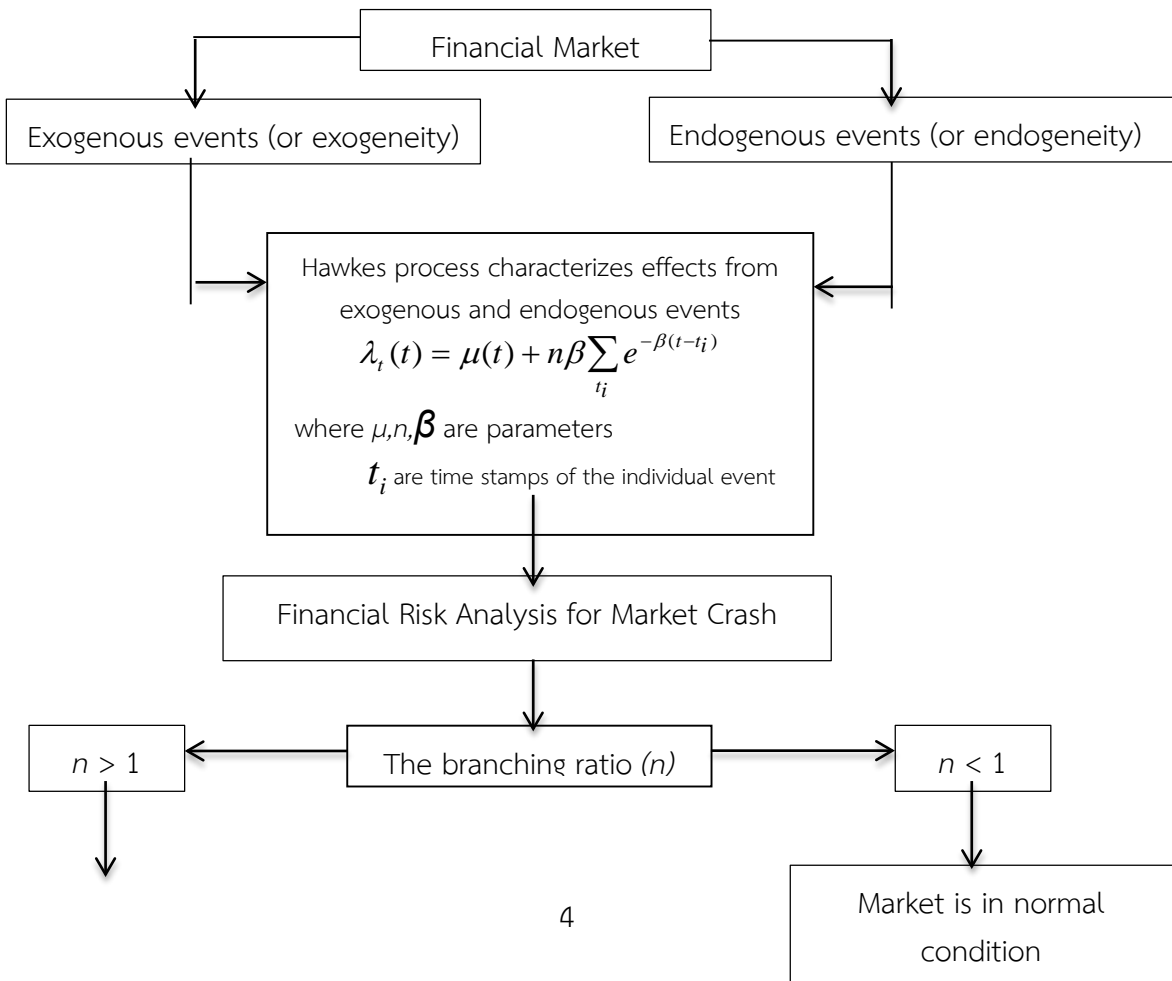 Financial Market
Exogenous events (or exogeneity)
Endogenous events (or endogeneity)
Hawkes process characterizes effects from
exogenous and endogenous events
λ_t(t) = μ(t) + nβ∑_{t_i} e^{-β(t-t_i)}
where μ,n,β are parameters
t_i are time stamps of the individual event
Financial Risk Analysis for Market Crash
n > 1
The branching ratio (n)
n < 1
Market is in normal
condition
4